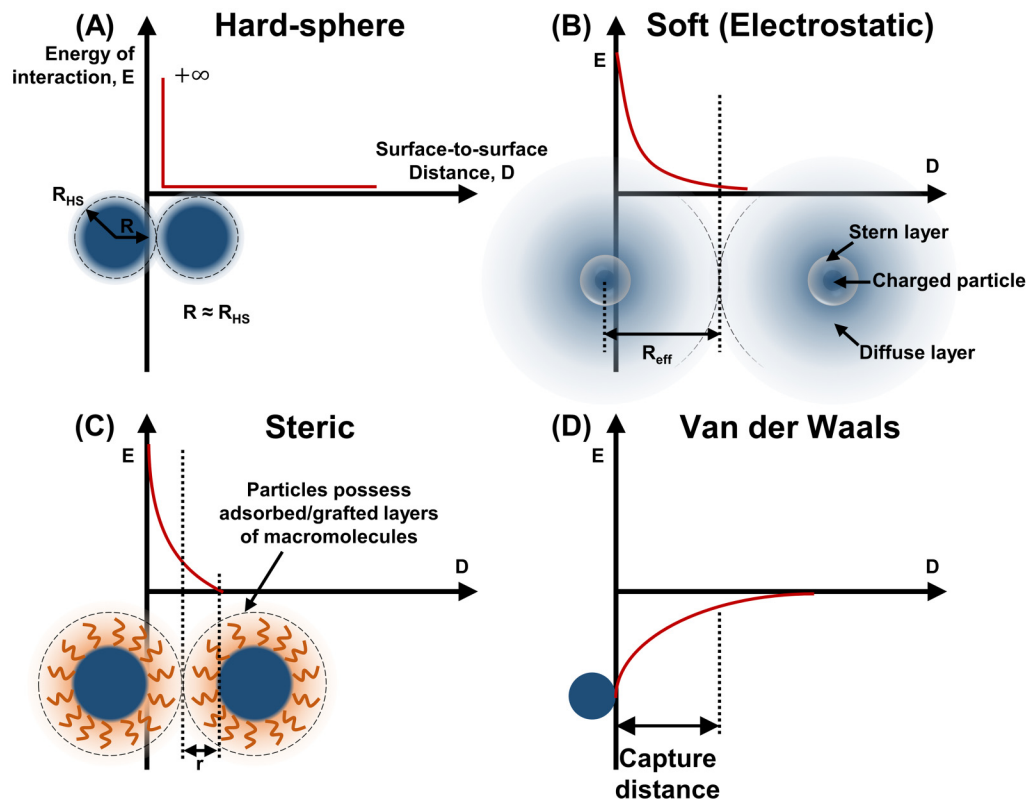 (A)
Hard-sphere
Energy of
interaction, E
+∞
Surface-to-surface
Distance, D
R_HS
R
R ≈ R_HS
(B)
Soft (Electrostatic)
E
D
Stern layer
Charged particle
R_eff
Diffuse layer
(C)
Steric
E
Particles possess
adsorbed/grafted layers
of macromolecules
D
r
(D)
Van der Waals
E
D
Capture
distance